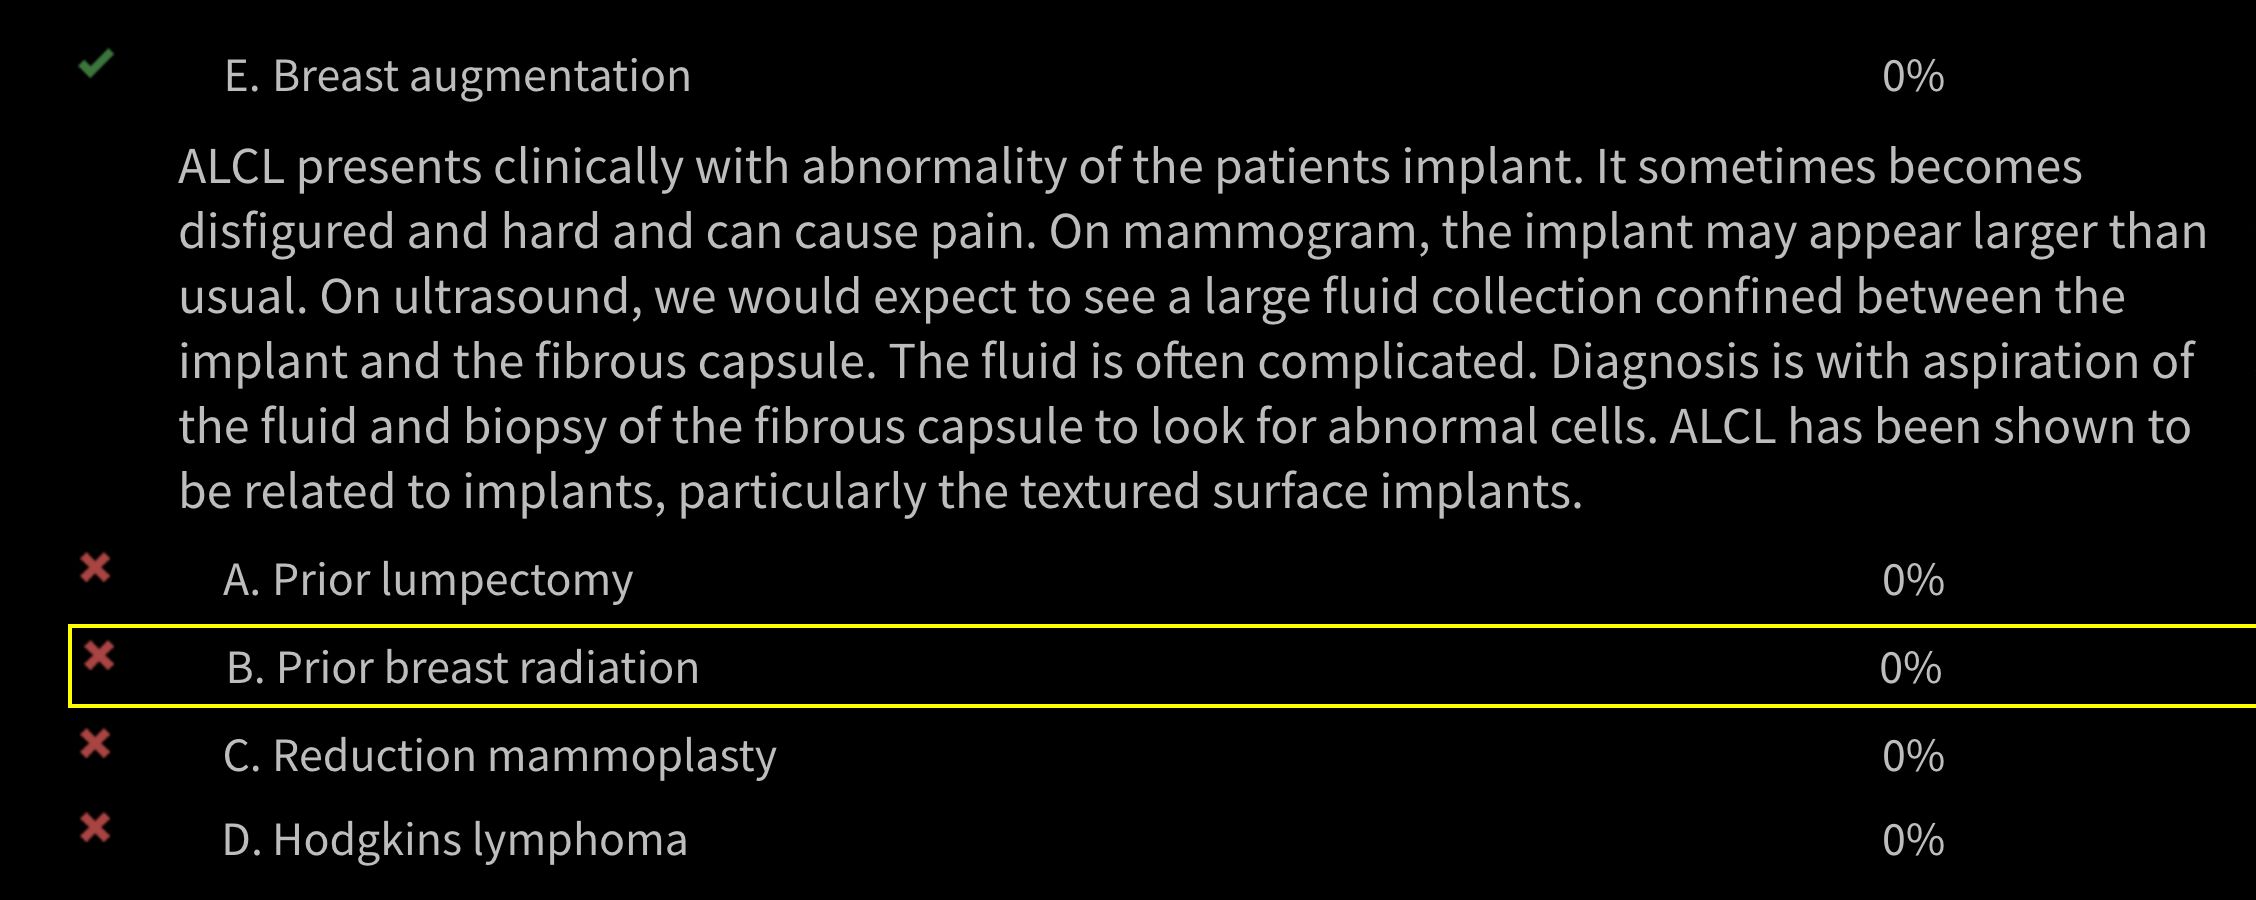 E. Breast augmentation 0%
ALCL presents clinically with abnormality of the patients implant. It sometimes becomes
disfigured and hard and can cause pain. On mammogram, the implant may appear larger than
usual. On ultrasound, we would expect to see a large fluid collection confined between the
implant and the fibrous capsule. The fluid is often complicated. Diagnosis is with aspiration of
the fluid and biopsy of the fibrous capsule to look for abnormal cells. ALCL has been shown to
be related to implants, particularly the textured surface implants.
A. Prior lumpectomy 0%
B. Prior breast radiation 0%
C. Reduction mammoplasty 0%
D. Hodgkins lymphoma 0%